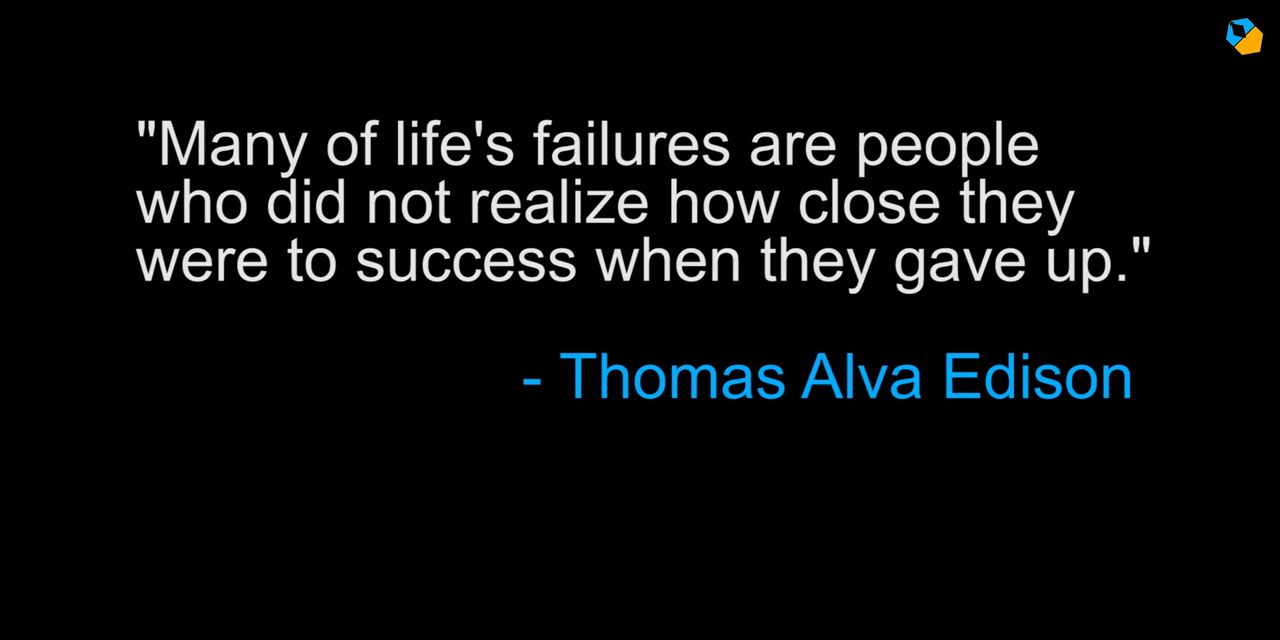 "Many of life's failures are people
who did not realize how close they
were to success when they gave up."
- Thomas Alva Edison